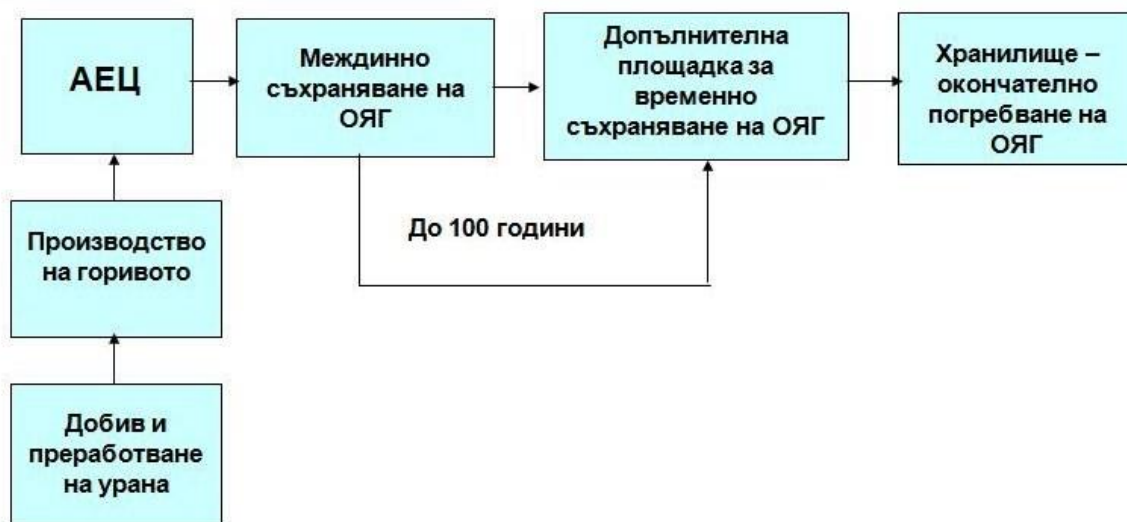 АЕЦ
Междинно
съхраняване на
ОЯГ
Допълнителна
площадка за
временно
съхраняване на ОЯГ
Хранилище –
окончателно
погребване на
ОЯГ
До 100 години
Производство
на горивото
Добив и
преработване
на урана